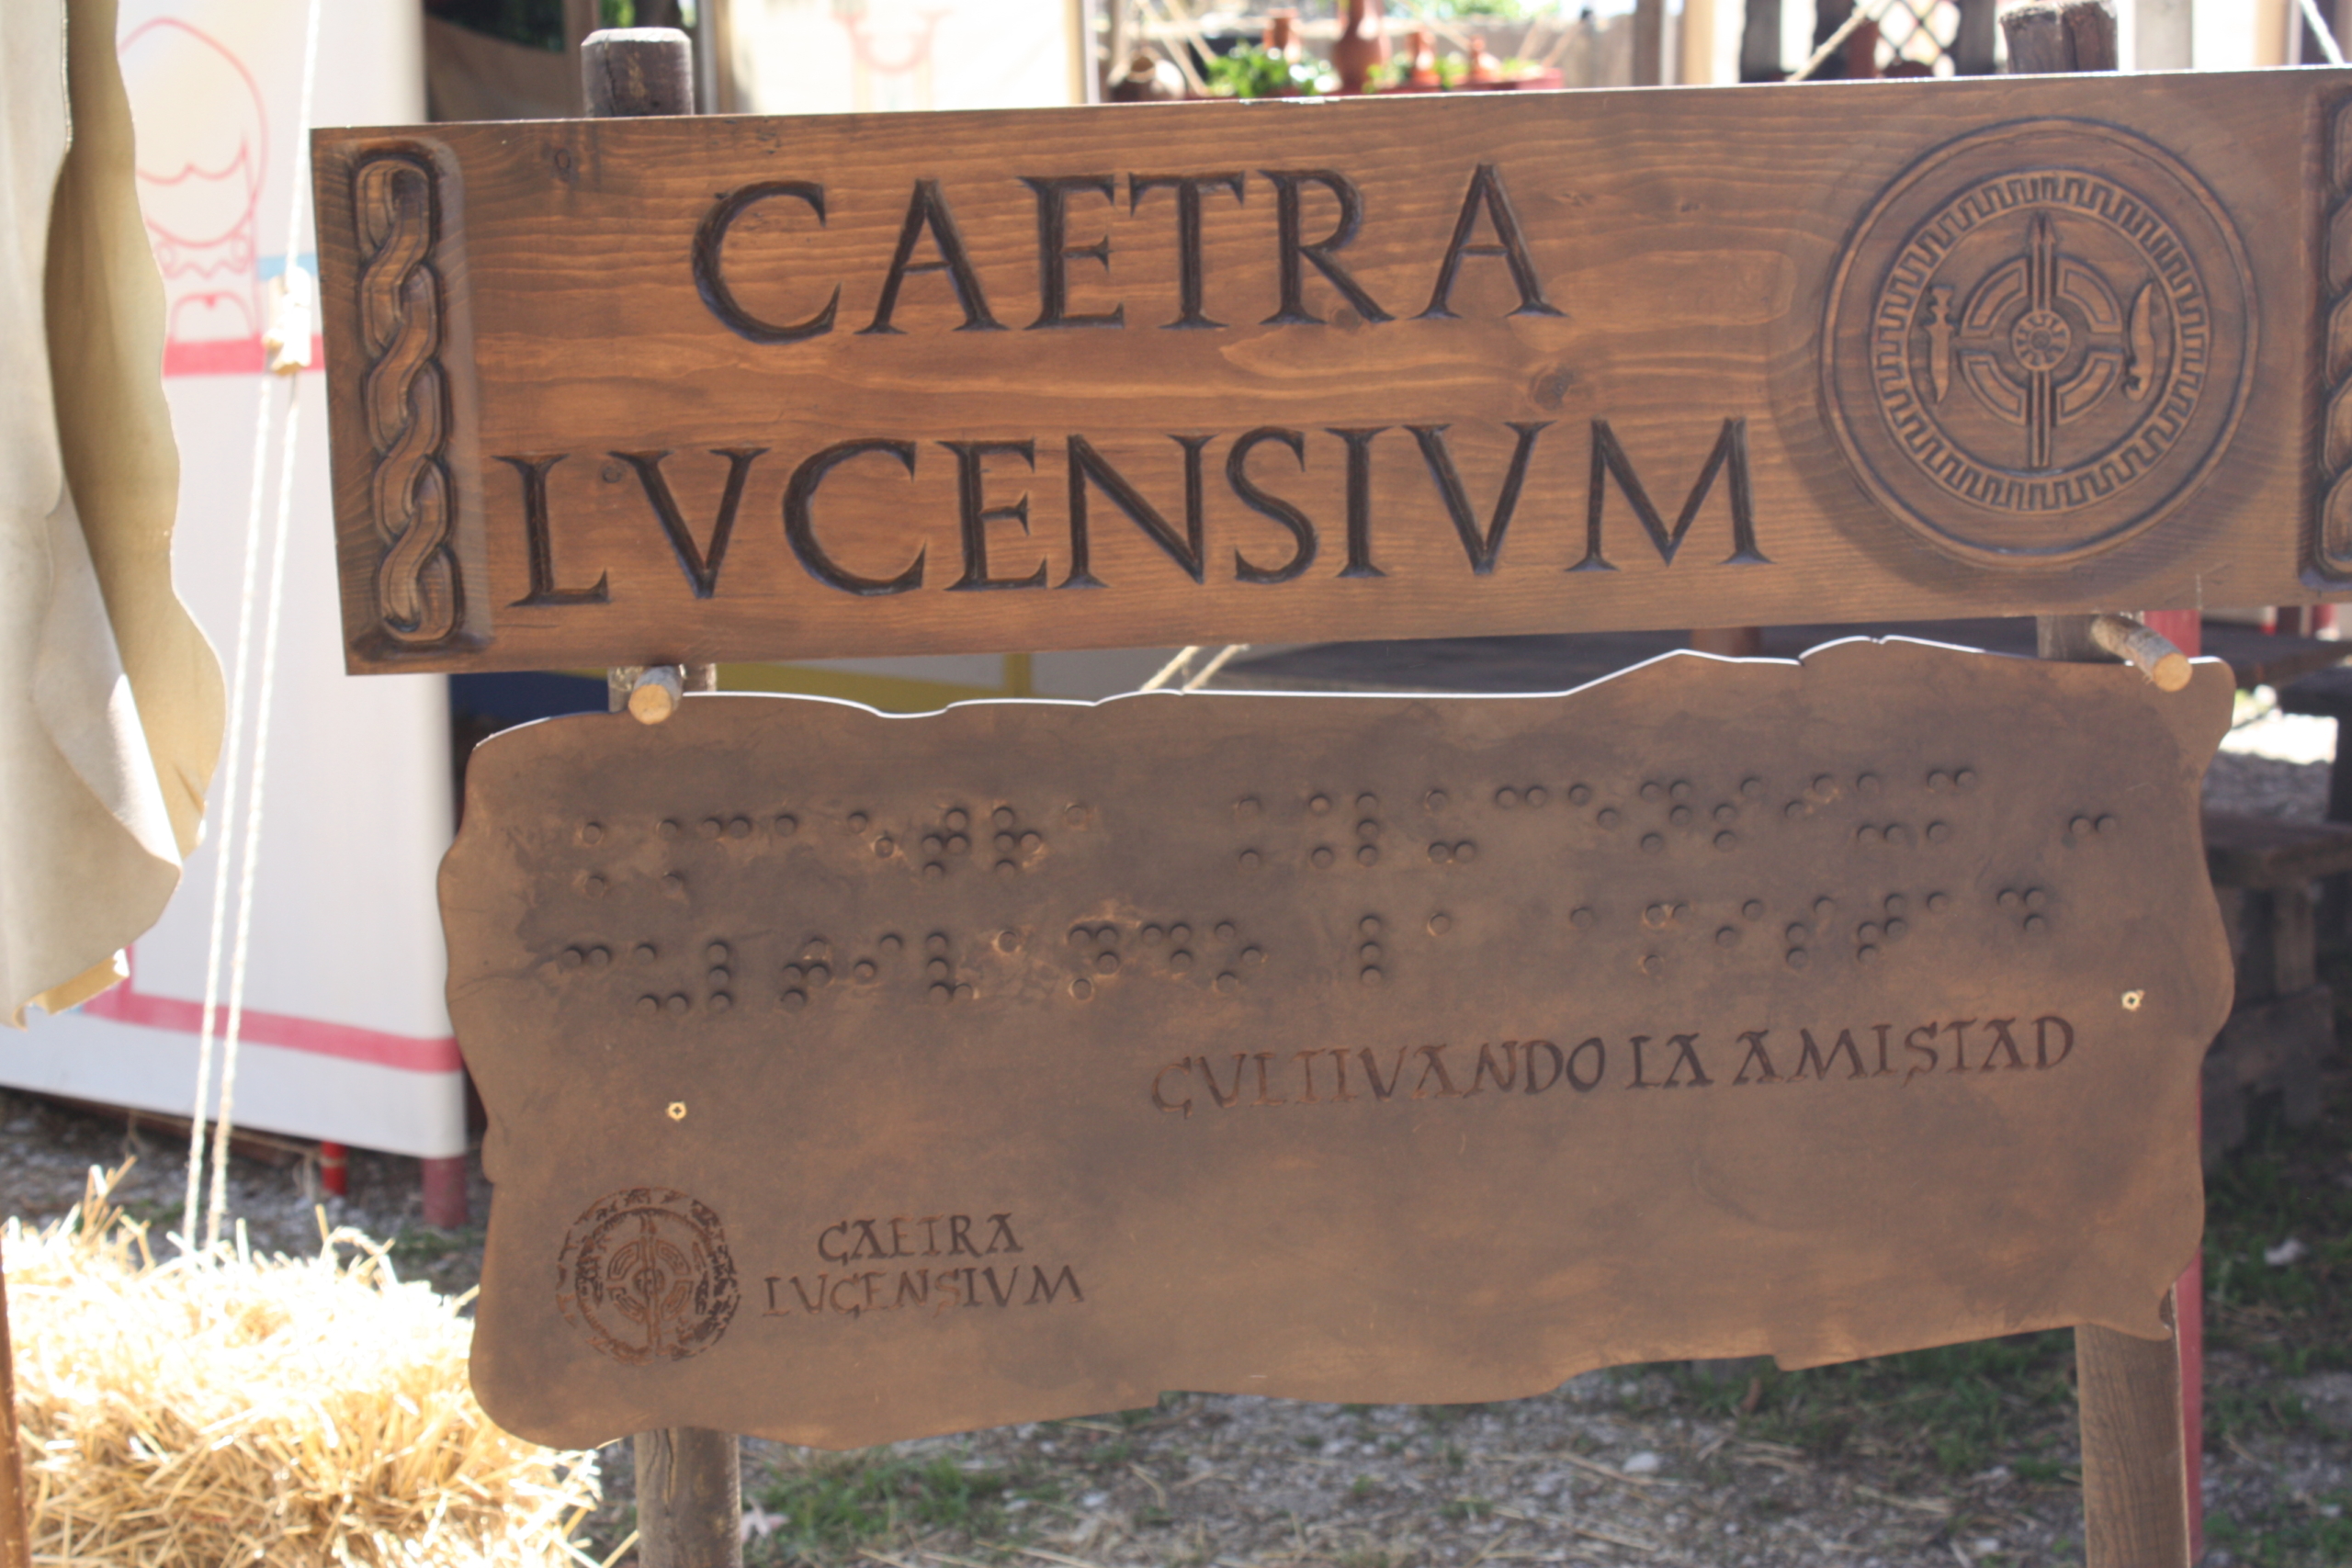 CAETRA
LVCENSIVM
⠨⠨⠉⠁⠑⠞⠗⠁ ⠨⠨⠇⠥⠉⠑⠝⠎⠊⠥⠍ ⠤
⠉⠥⠇⠞⠊⠧⠁⠝⠙⠕ ⠇⠁ ⠁⠍⠊⠎⠞⠁⠙
CVLTIVANDO LA AMISTAD
CAETRA
LVCENSIVM